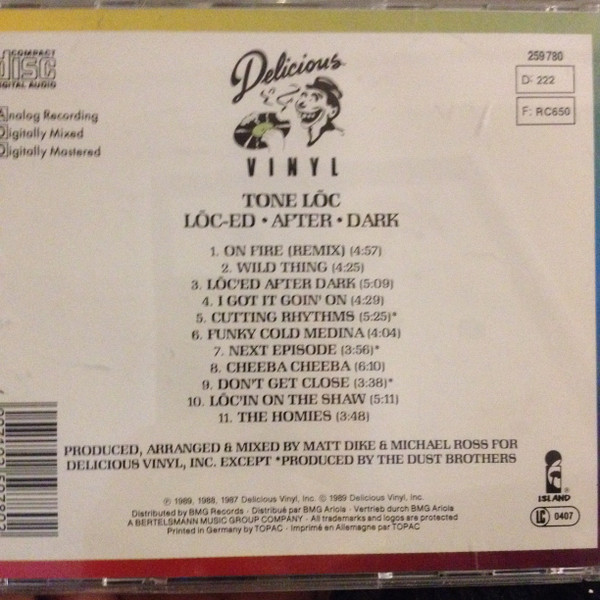 COMPACT
disc
DIGITAL AUDIO
Analog Recording
Digitally Mixed
Digitally Mastered
Delicious
VINYL
259 780
D: 222
F: RC650
TONE LŌC
LŌC-ED • AFTER • DARK
1. ON FIRE (REMIX) (4:57)
2. WILD THING (4:25)
3. LŌC'ED AFTER DARK (5:09)
4. I GOT IT GOIN' ON (4:29)
5. CUTTING RHYTHMS (5:25)*
6. FUNKY COLD MEDINA (4:04)
7. NEXT EPISODE (3:56)*
8. CHEEBA CHEEBA (6:10)
9. DON'T GET CLOSE (3:38)*
10. LŌC'IN ON THE SHAW (5:11)
11. THE HOMIES (3:48)
PRODUCED, ARRANGED & MIXED BY MATT DIKE & MICHAEL ROSS FOR
DELICIOUS VINYL, INC. EXCEPT *PRODUCED BY THE DUST BROTHERS
℗ 1989, 1988, 1987 Delicious Vinyl, Inc. © 1989 Delicious Vinyl, Inc.
Distributed by BMG Records · Distribué par BMG Ariola · Vertrieb durch BMG Ariola
A BERTELSMANN MUSIC GROUP COMPANY · All trademarks and logos are protected
Printed in Germany by TOPAC · Imprimé en Allemagne par TOPAC
ISLAND
LC 0407